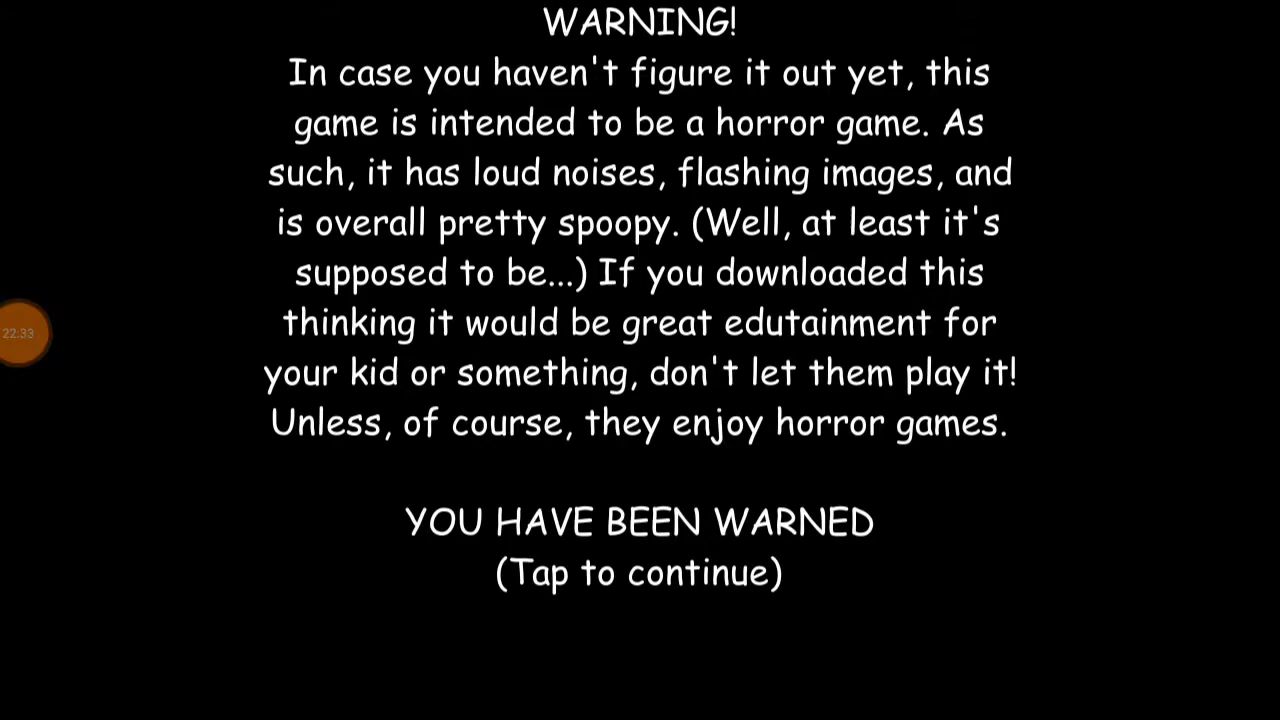 WARNING!
In case you haven't figure it out yet, this
game is intended to be a horror game. As
such, it has loud noises, flashing images, and
is overall pretty spoopy. (Well, at least it's
supposed to be...) If you downloaded this
thinking it would be great edutainment for
your kid or something, don't let them play it!
Unless, of course, they enjoy horror games.
YOU HAVE BEEN WARNED
(Tap to continue)
22:33